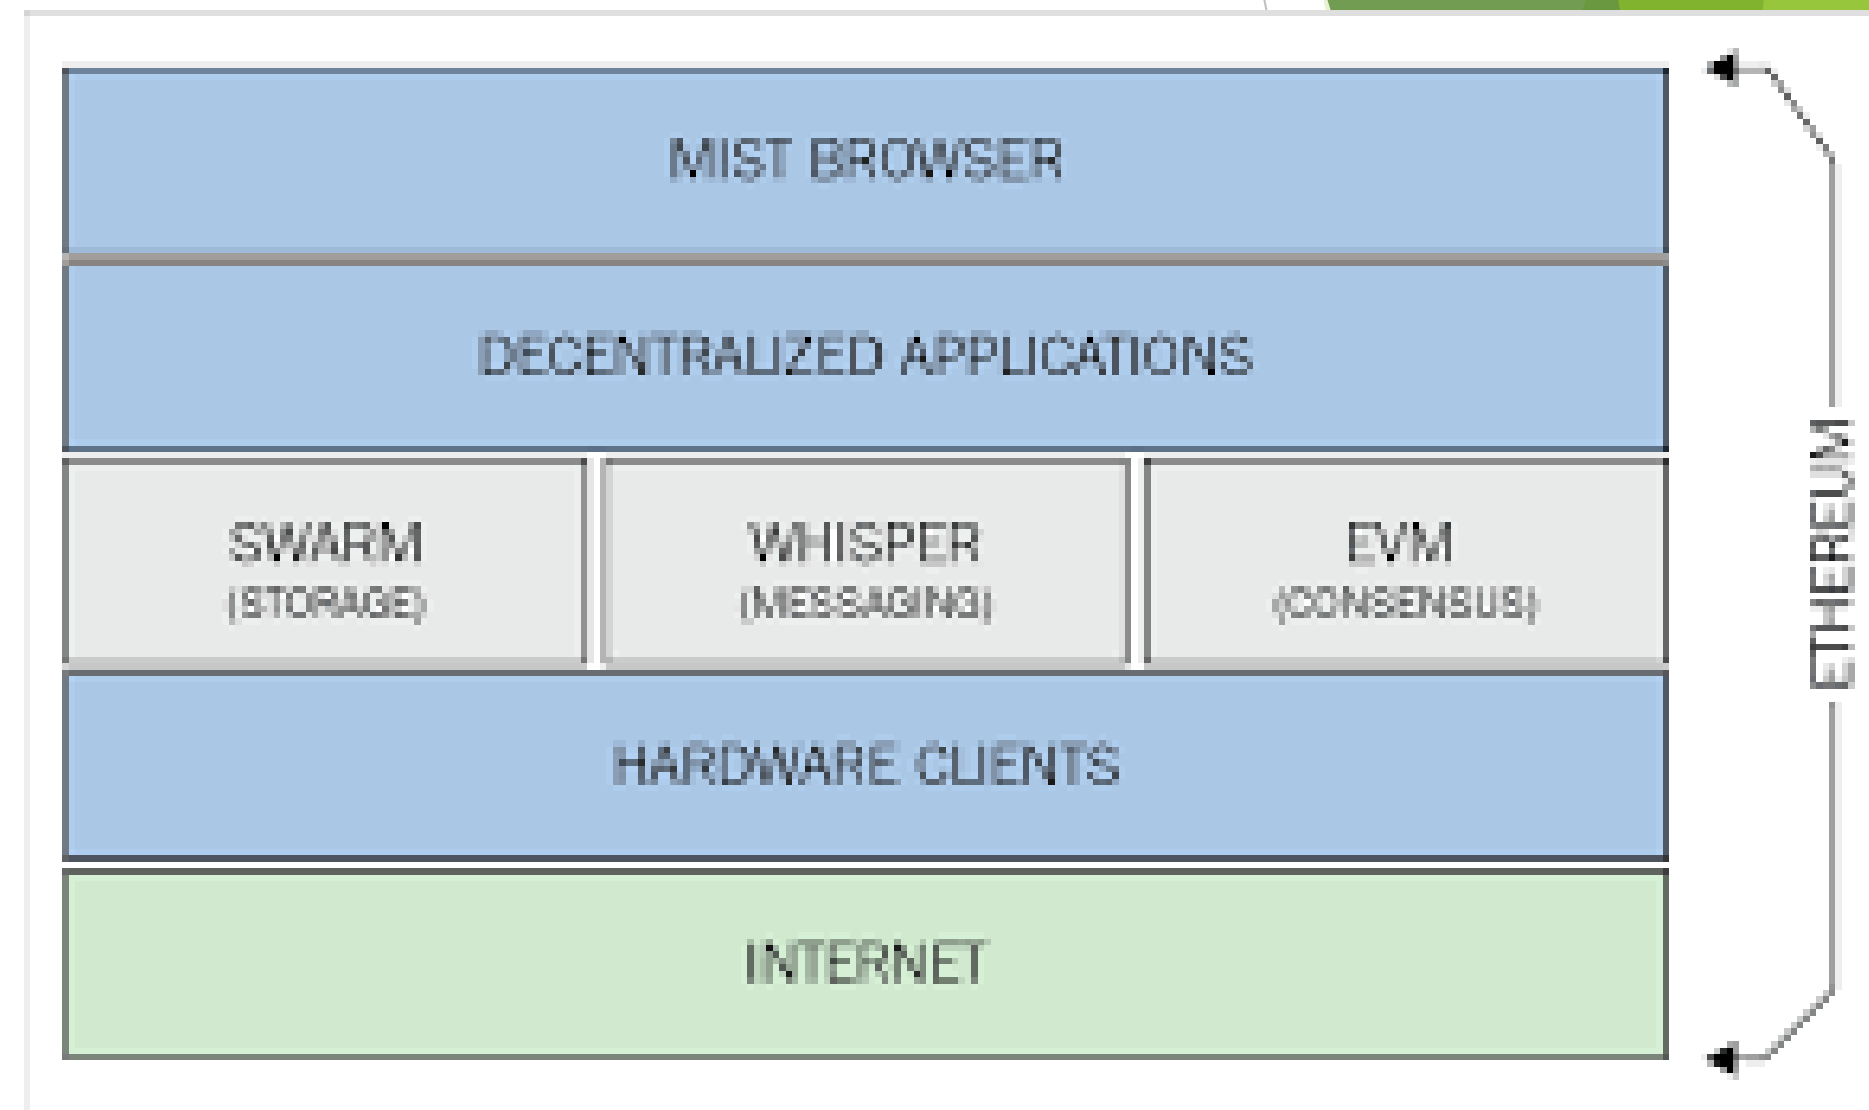 MIST BROWSER
DECENTRALIZED APPLICATIONS
SWARM
(STORAGE)
WHISPER
(MESSAGING)
EVM
(CONSENSUS)
HARDWARE CLIENTS
INTERNET
ETHEREUM